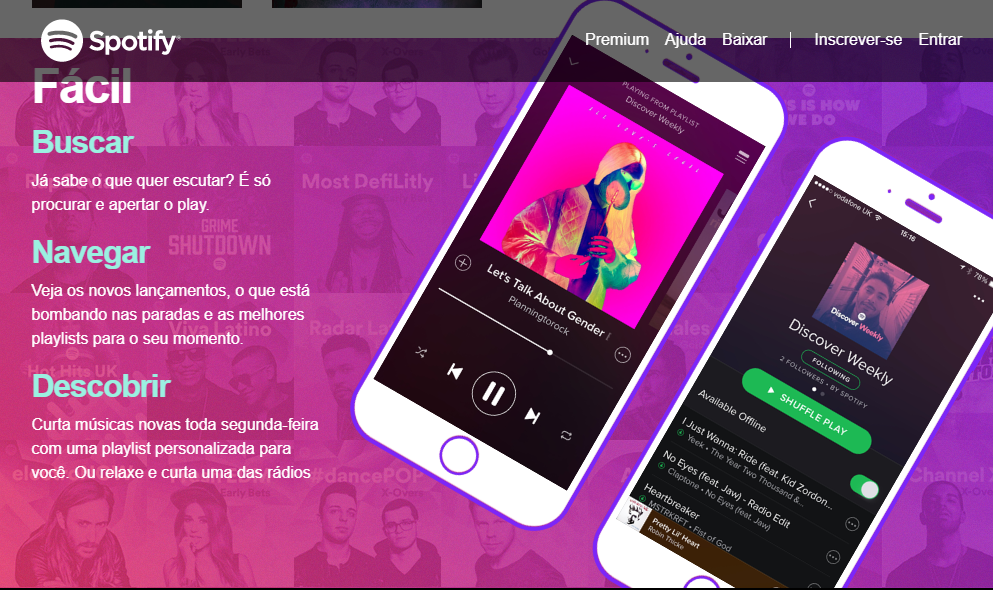 Spotify®
Premium Ajuda Baixar | Inscrever-se Entrar
Fácil
Buscar
Já sabe o que quer escutar? É só
procurar e apertar o play.
Navegar
Veja os novos lançamentos, o que está
bombando nas paradas e as melhores
playlists para o seu momento.
Descobrir
Curta músicas novas toda segunda-feira
com uma playlist personalizada para
você. Ou relaxe e curta uma das rádios
Most DefiLitly
GRIME
SHUTDOWN
Viva Latino
Radar
Hot Hits UK
#dancePOP
Early Bets
X-Over
Channel X
IS HOW
WE DO
PLAYING FROM PLAYLIST
Discover Weekly
ALL LOVE'S LEGAL
Let's Talk About Gender
Planningtorock
vodafone UK
15:16
78%
Discover Weekly
Discover Weekly
FOLLOWING
2 FOLLOWERS • BY SPOTIFY
SHUFFLE PLAY
Available Offline
I Just Wanna: Ride (feat. Kid Zordon...
Yeek • The Year Two Thousand &...
No Eyes (feat. Jaw) - Radio Edit
Claptone • No Eyes (feat. Jaw)
Heartbreaker
MSTRKRFT • Fist of God
Pretty Lil' Heart
Robin Thicke